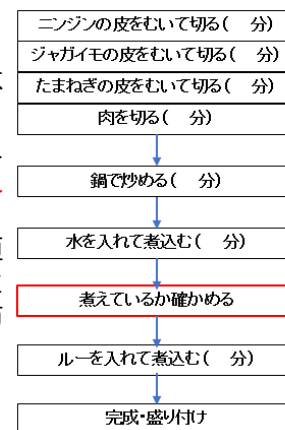 ニンジンの皮をむいて切る(　分)
ジャガイモの皮をむいて切る(　分)
たまねぎの皮をむいて切る(　分)
肉を切る(　分)
鍋で炒める(　分)
水を入れて煮込む(　分)
煮えているか確かめる
ルーを入れて煮込む(　分)
完成・盛り付け